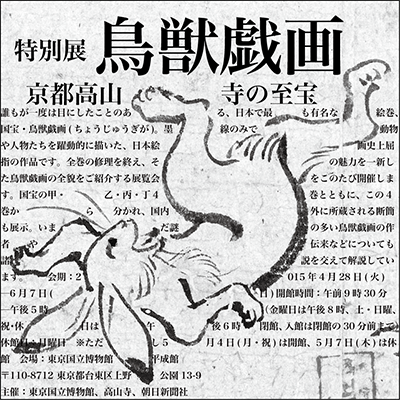 特別展 鳥獣戯画
京都高山寺の至宝
誰もが一度は目にしたことのある、日本で最も有名な絵巻、
国宝・鳥獣戯画(ちょうじゅうぎが)。墨線のみで動物
や人物たちを躍動的に描いた、日本絵画史上屈
指の作品です。全巻の修理を終え、その魅力を一新し
た鳥獣戯画の全貌をご紹介する展覧会をこのたび開催しま
す。国宝の甲・乙・丙・丁4巻とともに、この4
巻から分かれ、国内外に所蔵される断簡
も展示。いまだ謎の多い鳥獣戯画の作
者や伝来などについても
諸説を交えて解説してい
ます。会期:2015年4月28日(火)
―6月7日(日)開館時間:午前9時30分
―午後5時(金曜日は午後8時、土・日曜、
祝・休日は午後6時閉館、入館は閉館の30分前まで)
休館日:月曜日 ※ただし5月4日(月・祝)は開館、5月7日(木)は休
館 会場:東京国立博物館 平成館
〒110-8712 東京都台東区上野公園13-9
主催:東京国立博物館、高山寺、朝日新聞社